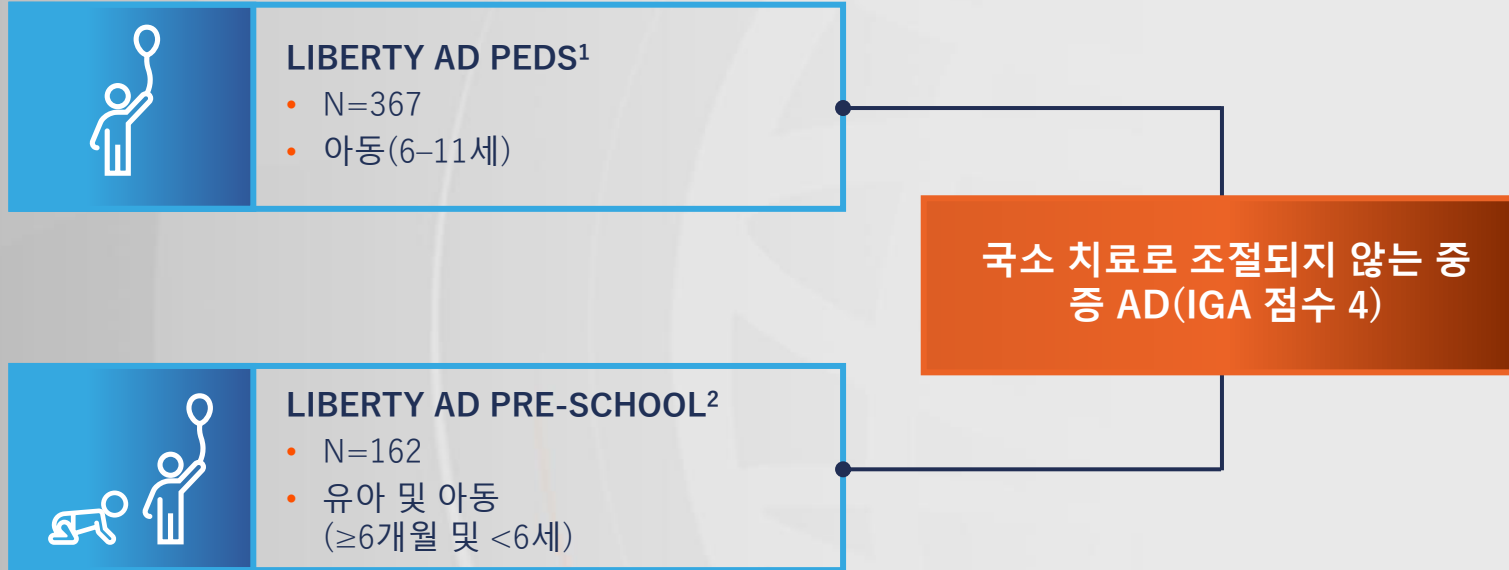 LIBERTY AD PEDS¹
• N=367
• 아동(6–11세)
국소 치료로 조절되지 않는 중
증 AD(IGA 점수 4)
LIBERTY AD PRE-SCHOOL²
• N=162
• 유아 및 아동
(≥6개월 및 <6세)